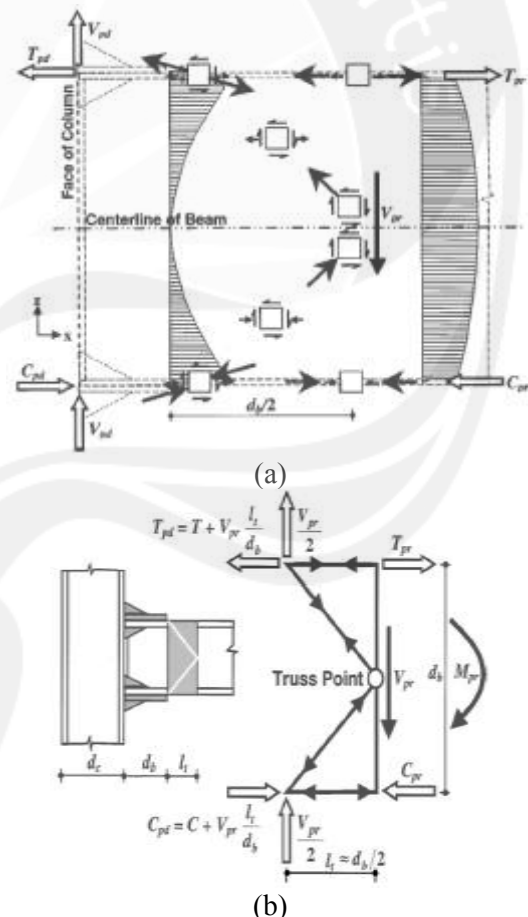 V_pd
T_pd
T_pr
Face of Column
Centerline of Beam
V_pr
z
x
C_pd
C_pr
V_pd
d_b/2
(a)
T_pd = T + V_pr l_t/d_b
V_pr/2
T_pr
Truss Point
V_pr
d_b
M_pr
d_c
d_b
l_t
C_pr
C_pd = C + V_pr l_t/d_b
V_pr/2
l_t ≈ d_b/2
(b)